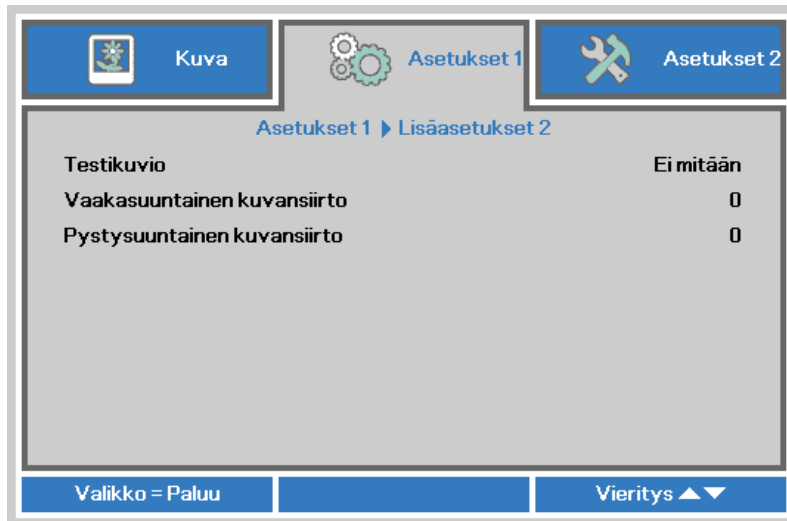 Kuva
Asetukset 1
Asetukset 2
Asetukset 1 ▶ Lisäasetukset 2
Testikuvio Ei mitään
Vaakasuuntainen kuvansiirto 0
Pystysuuntainen kuvansiirto 0
Valikko = Paluu
Vieritys ▲▼